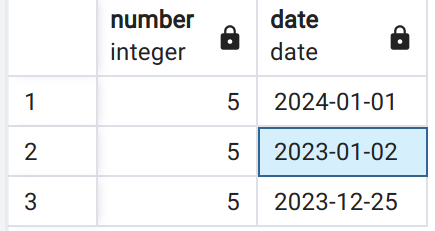 number date
integer date
1 5 2024-01-01
2 5 2023-01-02
3 5 2023-12-25